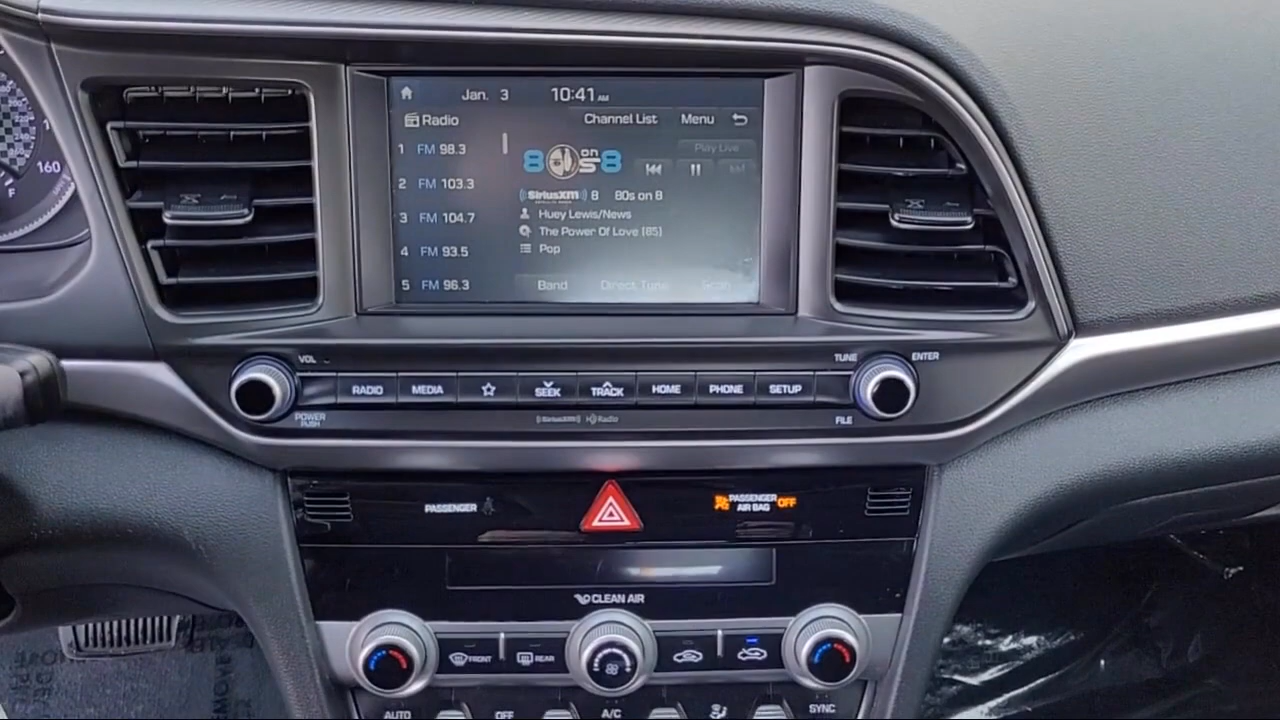 Jan. 3 10:41 AM
Radio Channel List Menu
1 FM 98.3
2 FM 103.3
3 FM 104.7
4 FM 93.5
5 FM 96.3
80s on 8
Play Live
SiriusXM 8 80s on 8
Huey Lewis/News
The Power Of Love (85)
Pop
Band Direct Tune Scan
220
160
F
VOL
POWER
PUSH
RADIO MEDIA SEEK TRACK HOME PHONE SETUP
TUNE
ENTER
FILE
SiriusXM HD Radio
PASSENGER
PASSENGER
AIR BAG OFF
CLEAN AIR
FRONT REAR
AUTO OFF A/C SYNC
REMOVE